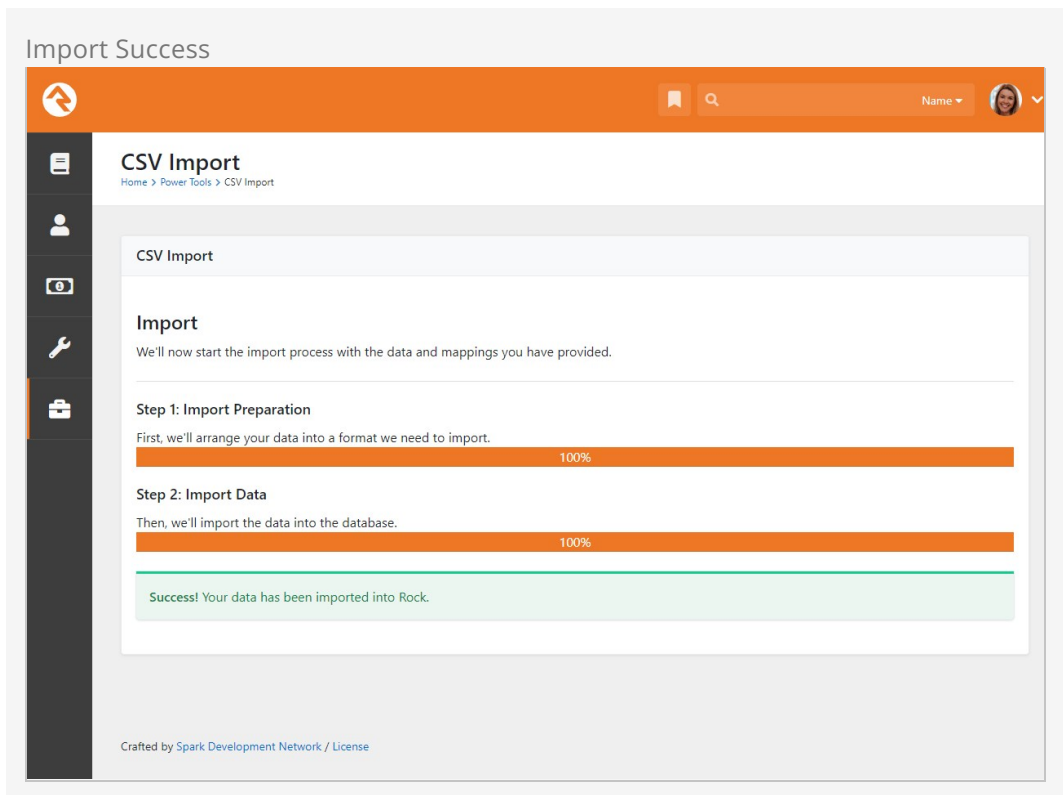 Import Success
Name
CSV Import
Home > Power Tools > CSV Import
CSV Import
Import
We'll now start the import process with the data and mappings you have provided.
Step 1: Import Preparation
First, we'll arrange your data into a format we need to import.
100%
Step 2: Import Data
Then, we'll import the data into the database.
100%
Success! Your data has been imported into Rock.
Crafted by Spark Development Network / License